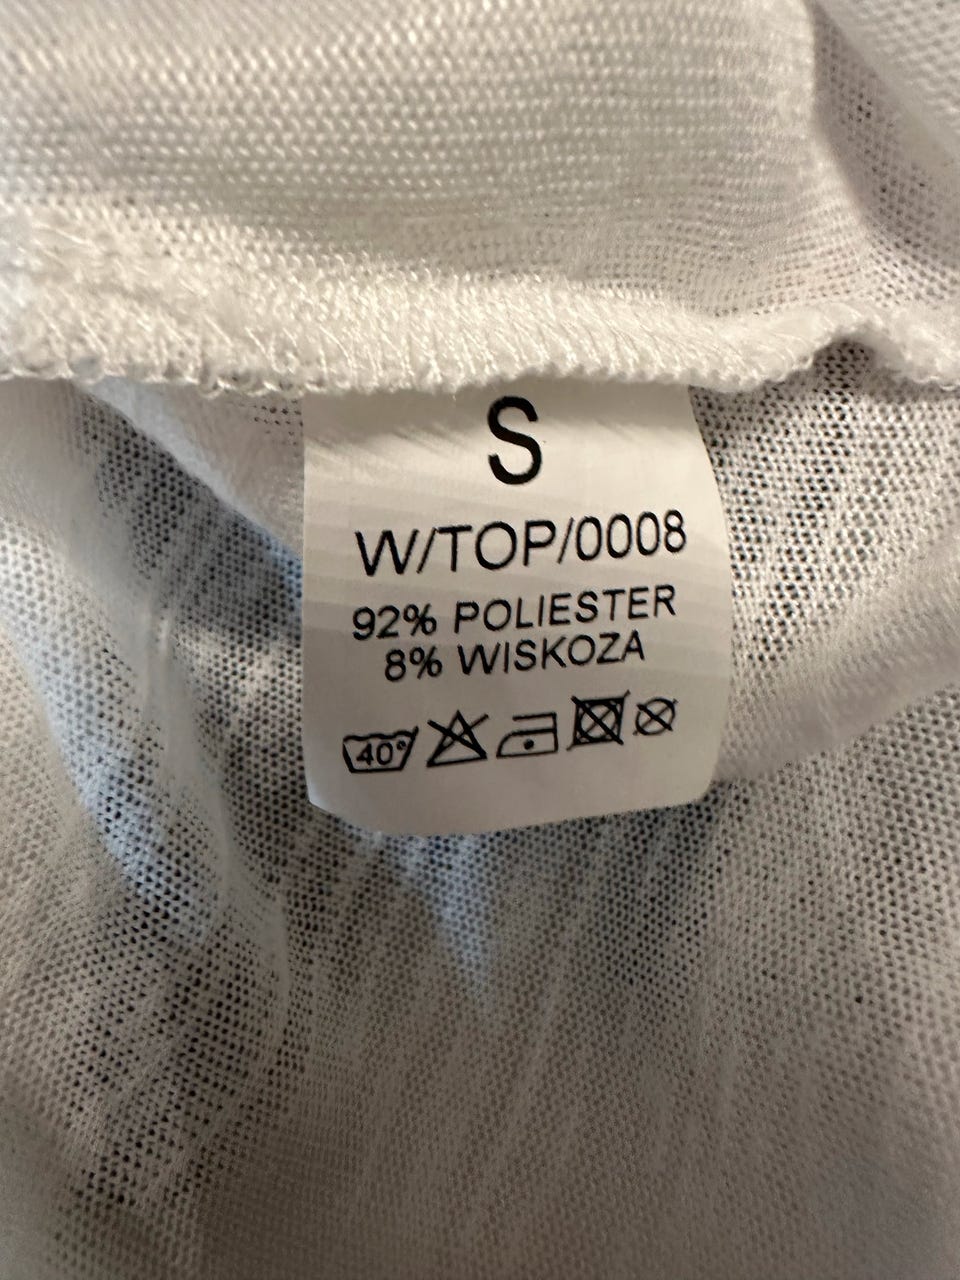 S
W/TOP/0008
92% POLIESTER
8% WISKOZA
40°